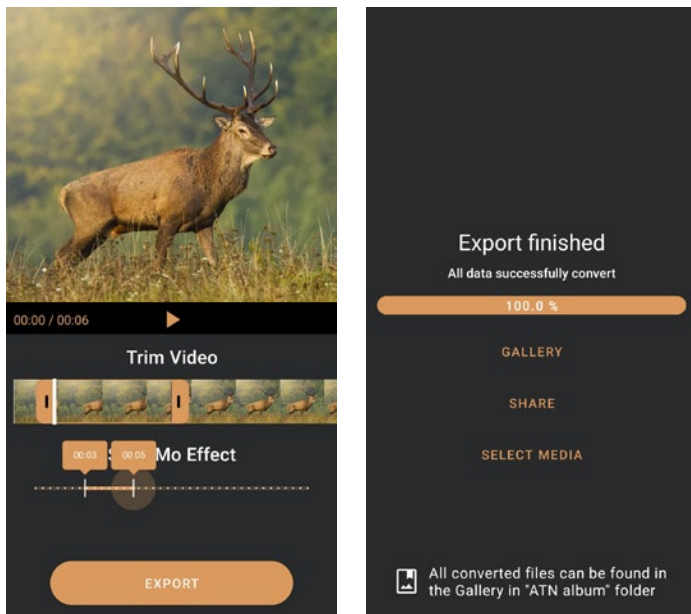 00:00 / 00:06
Trim Video
00:03
00:05
Mo Effect
EXPORT
Export finished
All data successfully convert
100.0 %
GALLERY
SHARE
SELECT MEDIA
All converted files can be found in
the Gallery in "ATN album" folder